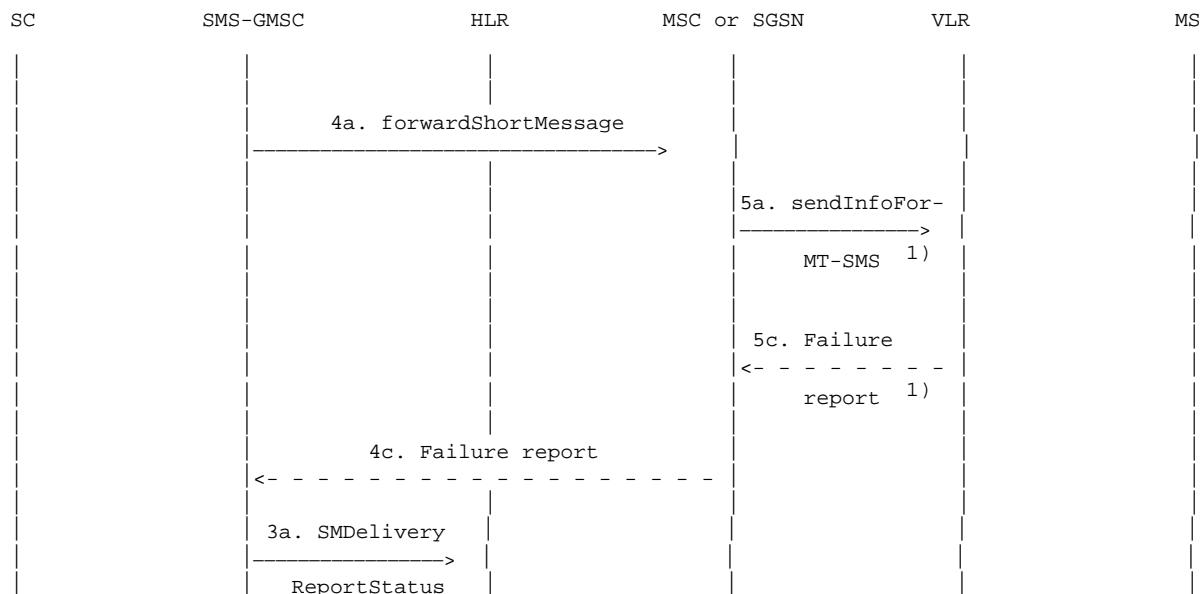 SC SMS-GMSC HLR MSC or SGSN VLR MS
4a. forwardShortMessage
5a. sendInfoFor-
MT-SMS 1)
5c. Failure
report 1)
4c. Failure report
3a. SMDelivery
ReportStatus